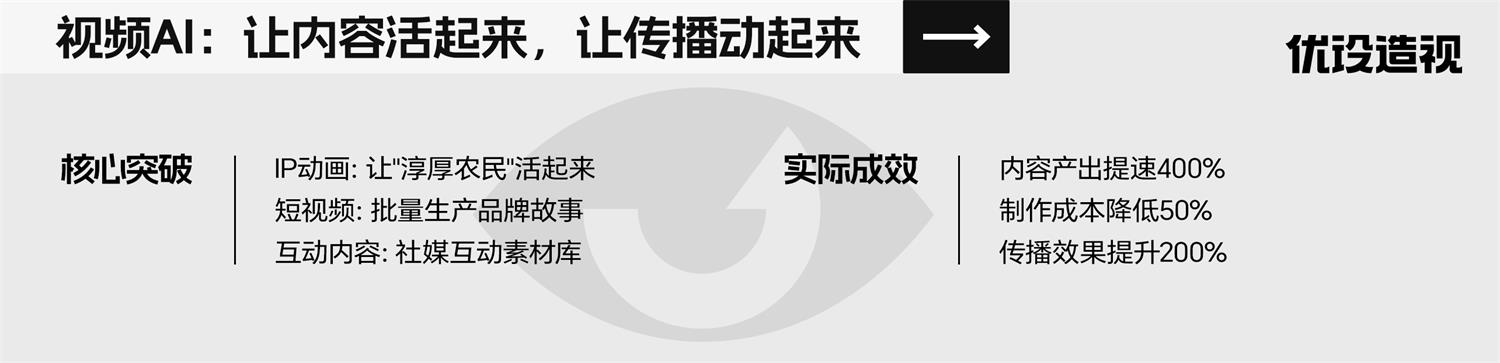 视频AI：让内容活起来，让传播动起来
优设造视
核心突破
IP动画: 让"淳厚农民"活起来
短视频: 批量生产品牌故事
互动内容: 社媒互动素材库
实际成效
内容产出提速400%
制作成本降低50%
传播效果提升200%